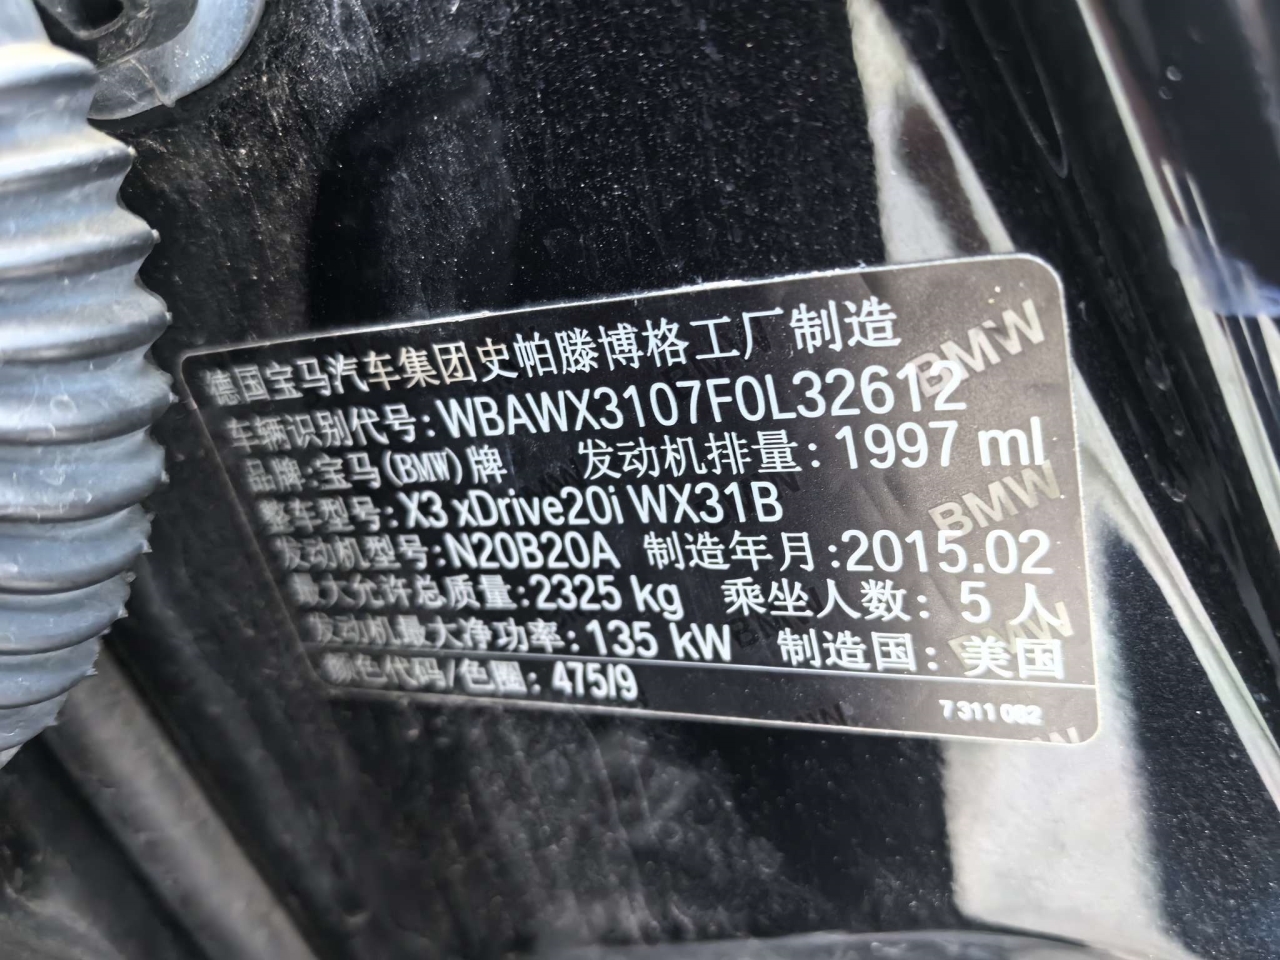 德国宝马汽车集团史帕滕博格工厂制造
车辆识别代号:WBAWX3107F0L32612
品牌:宝马(BMW)牌 发动机排量:1997 ml
整车型号:X3 xDrive20i WX31B
发动机型号:N20B20A 制造年月:2015.02
最大允许总质量:2325 kg 乘坐人数:5 人
发动机最大净功率:135 kW 制造国:美国
颜色代码/色圈:475/9
7 311 062
BMW
BMW
BMW
BMW